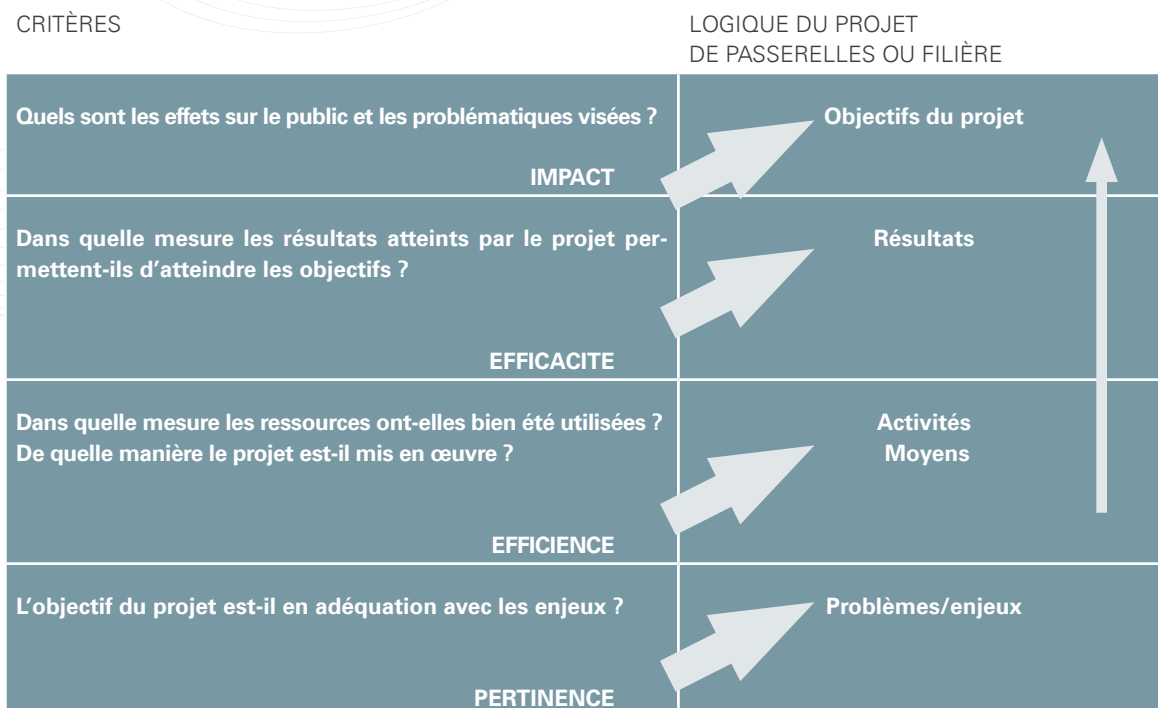 CRITÈRES
LOGIQUE DU PROJET
DE PASSERELLES OU FILIÈRE
Quels sont les effets sur le public et les problématiques visées ?
IMPACT
Objectifs du projet
Dans quelle mesure les résultats atteints par le projet per-
mettent-ils d'atteindre les objectifs ?
EFFICACITE
Résultats
Dans quelle mesure les ressources ont-elles bien été utilisées ?
De quelle manière le projet est-il mis en œuvre ?
EFFICIENCE
Activités
Moyens
L'objectif du projet est-il en adéquation avec les enjeux ?
PERTINENCE
Problèmes/enjeux